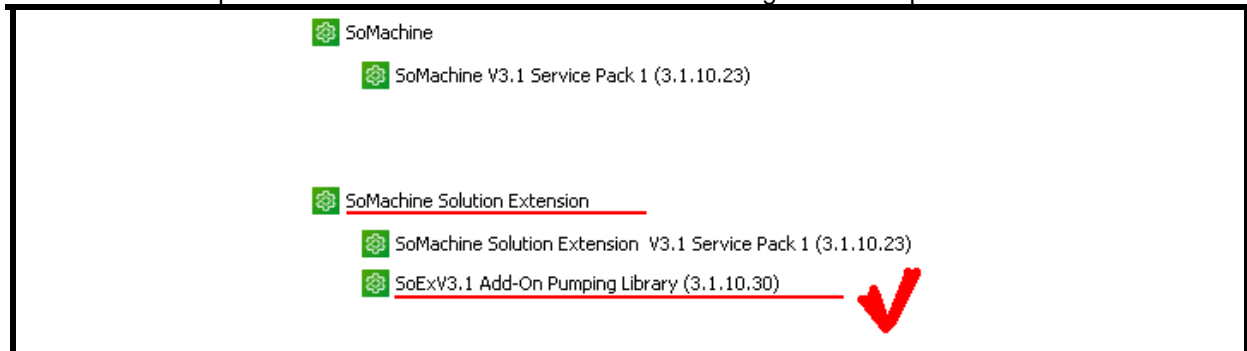 SoMachine
SoMachine V3.1 Service Pack 1 (3.1.10.23)
SoMachine Solution Extension
SoMachine Solution Extension V3.1 Service Pack 1 (3.1.10.23)
SoExV3.1 Add-On Pumping Library (3.1.10.30)